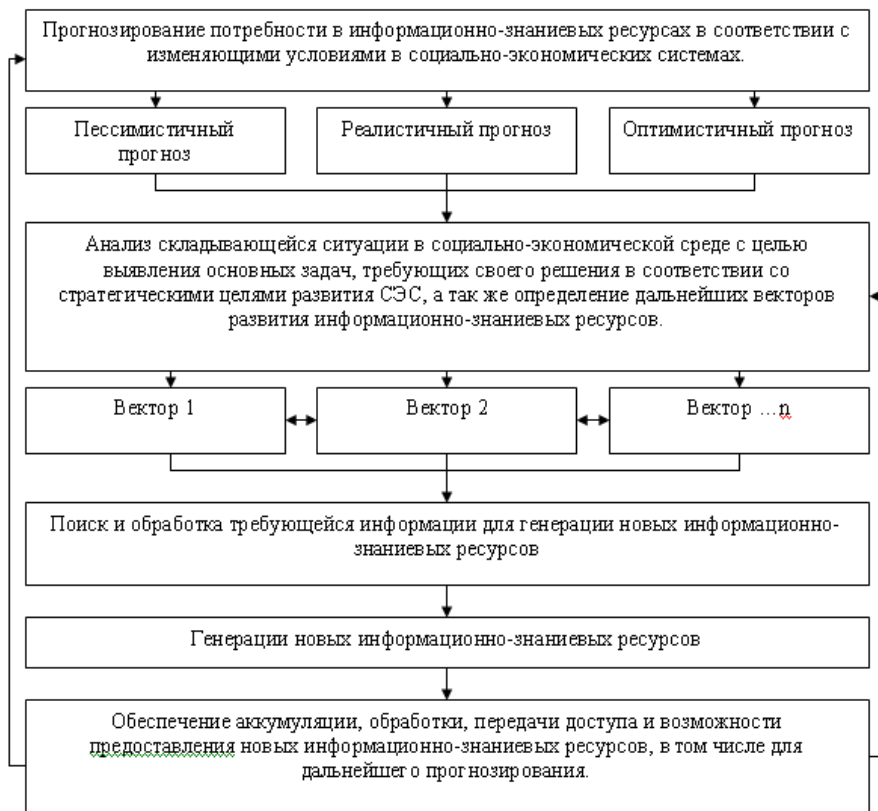 Прогнозирование потребности в информационно-знаниевых ресурсах в соответствии с
изменяющими условиями в социально-экономических системах.
Пессимистичный
прогноз
Реалистичный прогноз
Оптимистичный прогноз
Анализ складывающейся ситуации в социально-экономической среде с целью
выявления основных задач, требующих своего решения в соответствии со
стратегическими целями развития СЭС, а так же определение дальнейших векторов
развития информационно-знаниевых ресурсов.
Вектор 1
Вектор 2
Вектор ...n
Поиск и обработка требующейся информации для генерации новых информационно-
знаниевых ресурсов
Генерации новых информационно-знаниевых ресурсов
Обеспечение аккумуляции, обработки, передачи доступа и возможности
предоставления новых информационно-знаниевых ресурсов, в том числе для
дальнейшего прогнозирования.